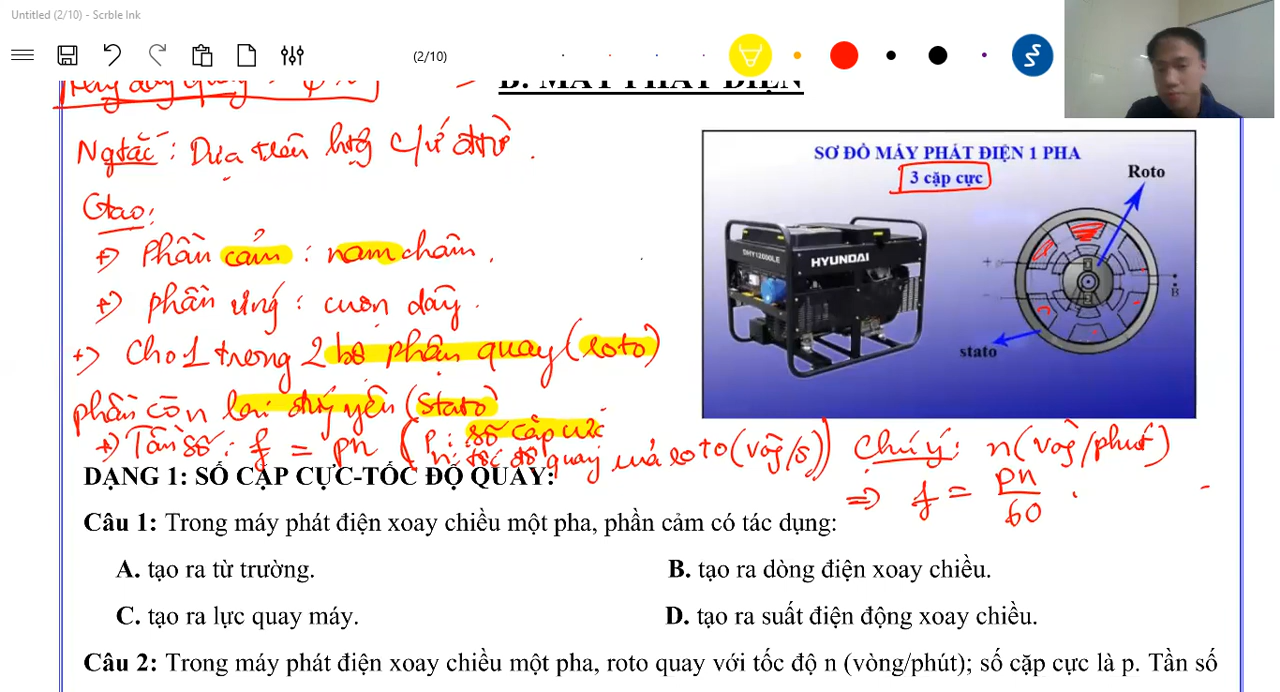 Untitled (2/10) - Scrble Ink
(2/10)
B. MÁY PHÁT ĐIỆN
Ngtắc: Dựa trên htg c/ứ đtừ.
Ctạo:
+) Phần cảm: nam châm.
+) phần ứng: cuộn dây.
+) Cho 1 trong 2 bộ phận quay (roto)
phần còn lại đứng yên (stato)
+) Tần số: f = pn (p: số cặp cực
n: tốc độ quay của roto (vòng/s))
Chú ý: n (vòng/phút)
=> f = pn/60.
SƠ ĐỒ MÁY PHÁT ĐIỆN 1 PHA
3 cặp cực
Roto
SHY12000LE
HYUNDAI
+
-
B
stato
DẠNG 1: SỐ CẶP CỰC-TỐC ĐỘ QUAY:
Câu 1: Trong máy phát điện xoay chiều một pha, phần cảm có tác dụng:
A. tạo ra từ trường. B. tạo ra dòng điện xoay chiều.
C. tạo ra lực quay máy. D. tạo ra suất điện động xoay chiều.
Câu 2: Trong máy phát điện xoay chiều một pha, roto quay với tốc độ n (vòng/phút); số cặp cực là p. Tần số